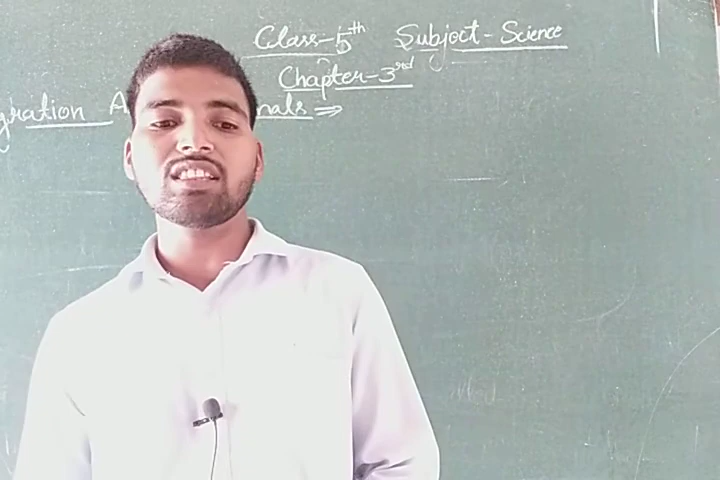 Class-5th Subject-Science
Chapter-3rd
gration A nals ⇒